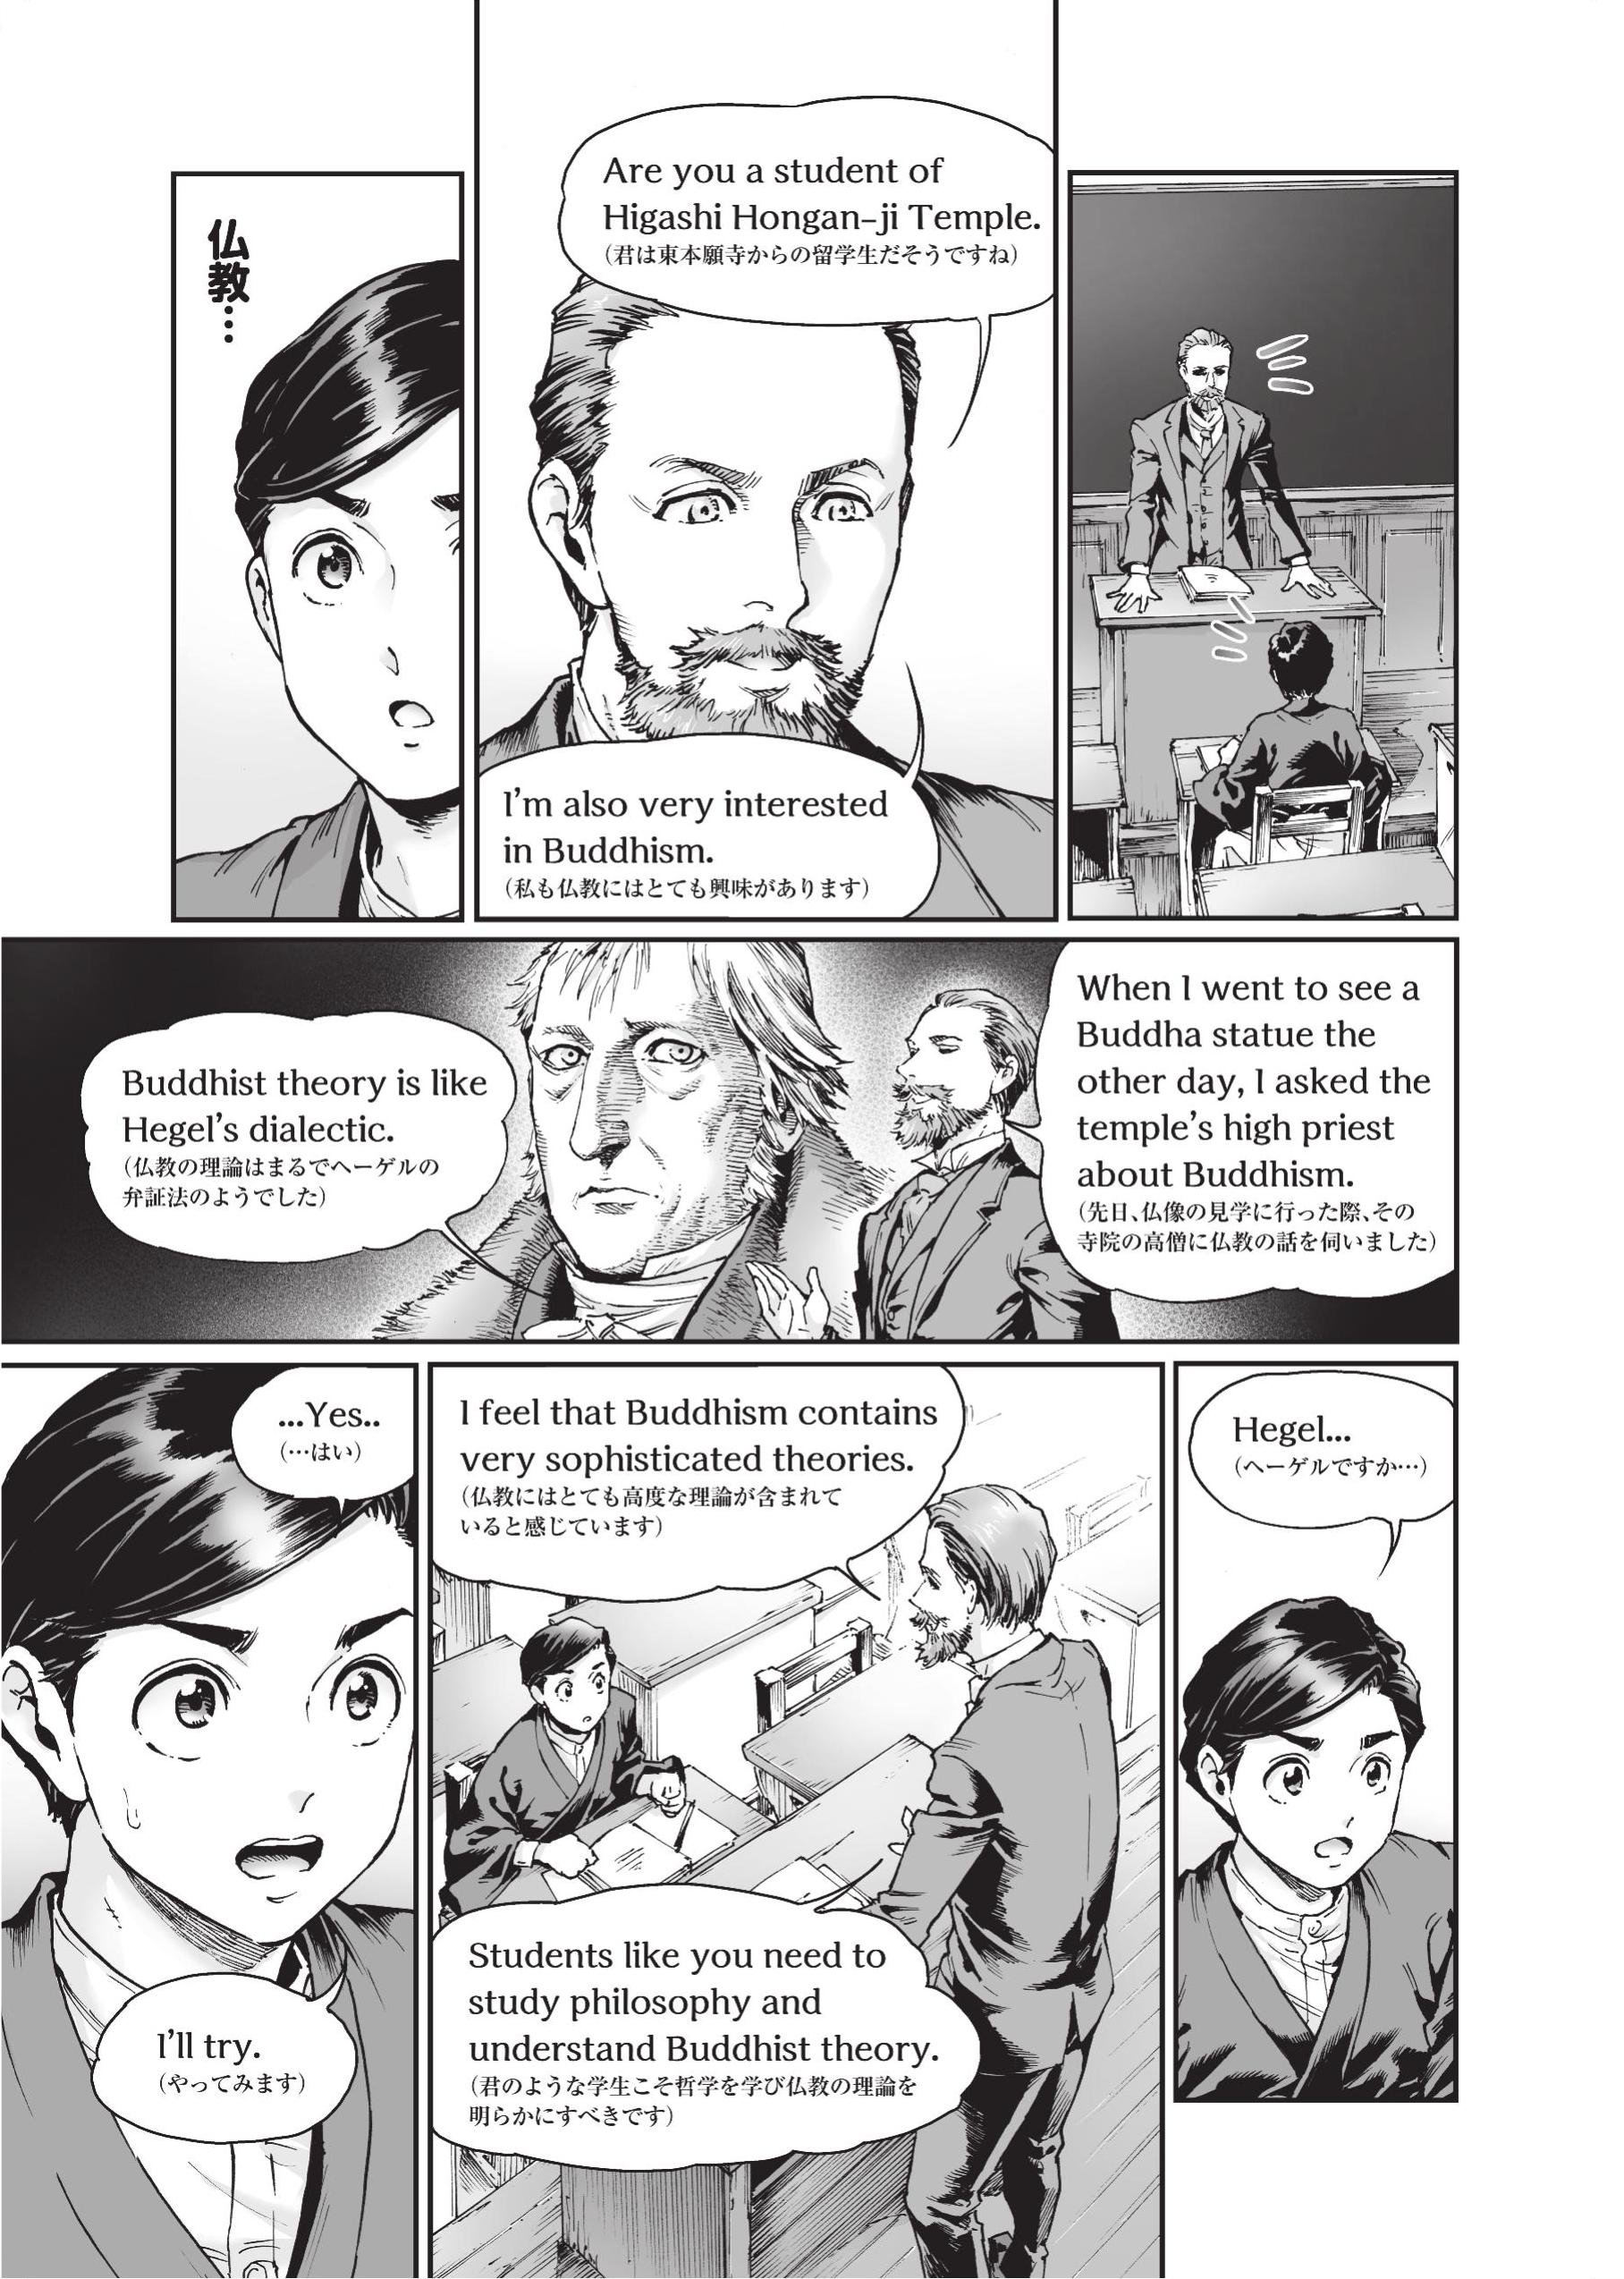 Are you a student of
Higashi Hongan-ji Temple.
(君は東本願寺からの留学生だそうですね)
I'm also very interested
in Buddhism.
(私も仏教にはとても興味があります)
仏教…
When I went to see a
Buddha statue the
other day, I asked the
temple's high priest
about Buddhism.
(先日、仏像の見学に行った際、その
寺院の高僧に仏教の話を伺いました)
Buddhist theory is like
Hegel's dialectic.
(仏教の理論はまるでヘーゲルの
弁証法のようでした)
Hegel...
(ヘーゲルですか…)
I feel that Buddhism contains
very sophisticated theories.
(仏教にはとても高度な理論が含まれて
いると感じています)
Students like you need to
study philosophy and
understand Buddhist theory.
(君のような学生こそ哲学を学び仏教の理論を
明らかにすべきです)
...Yes..
(…はい)
I'll try.
(やってみます)